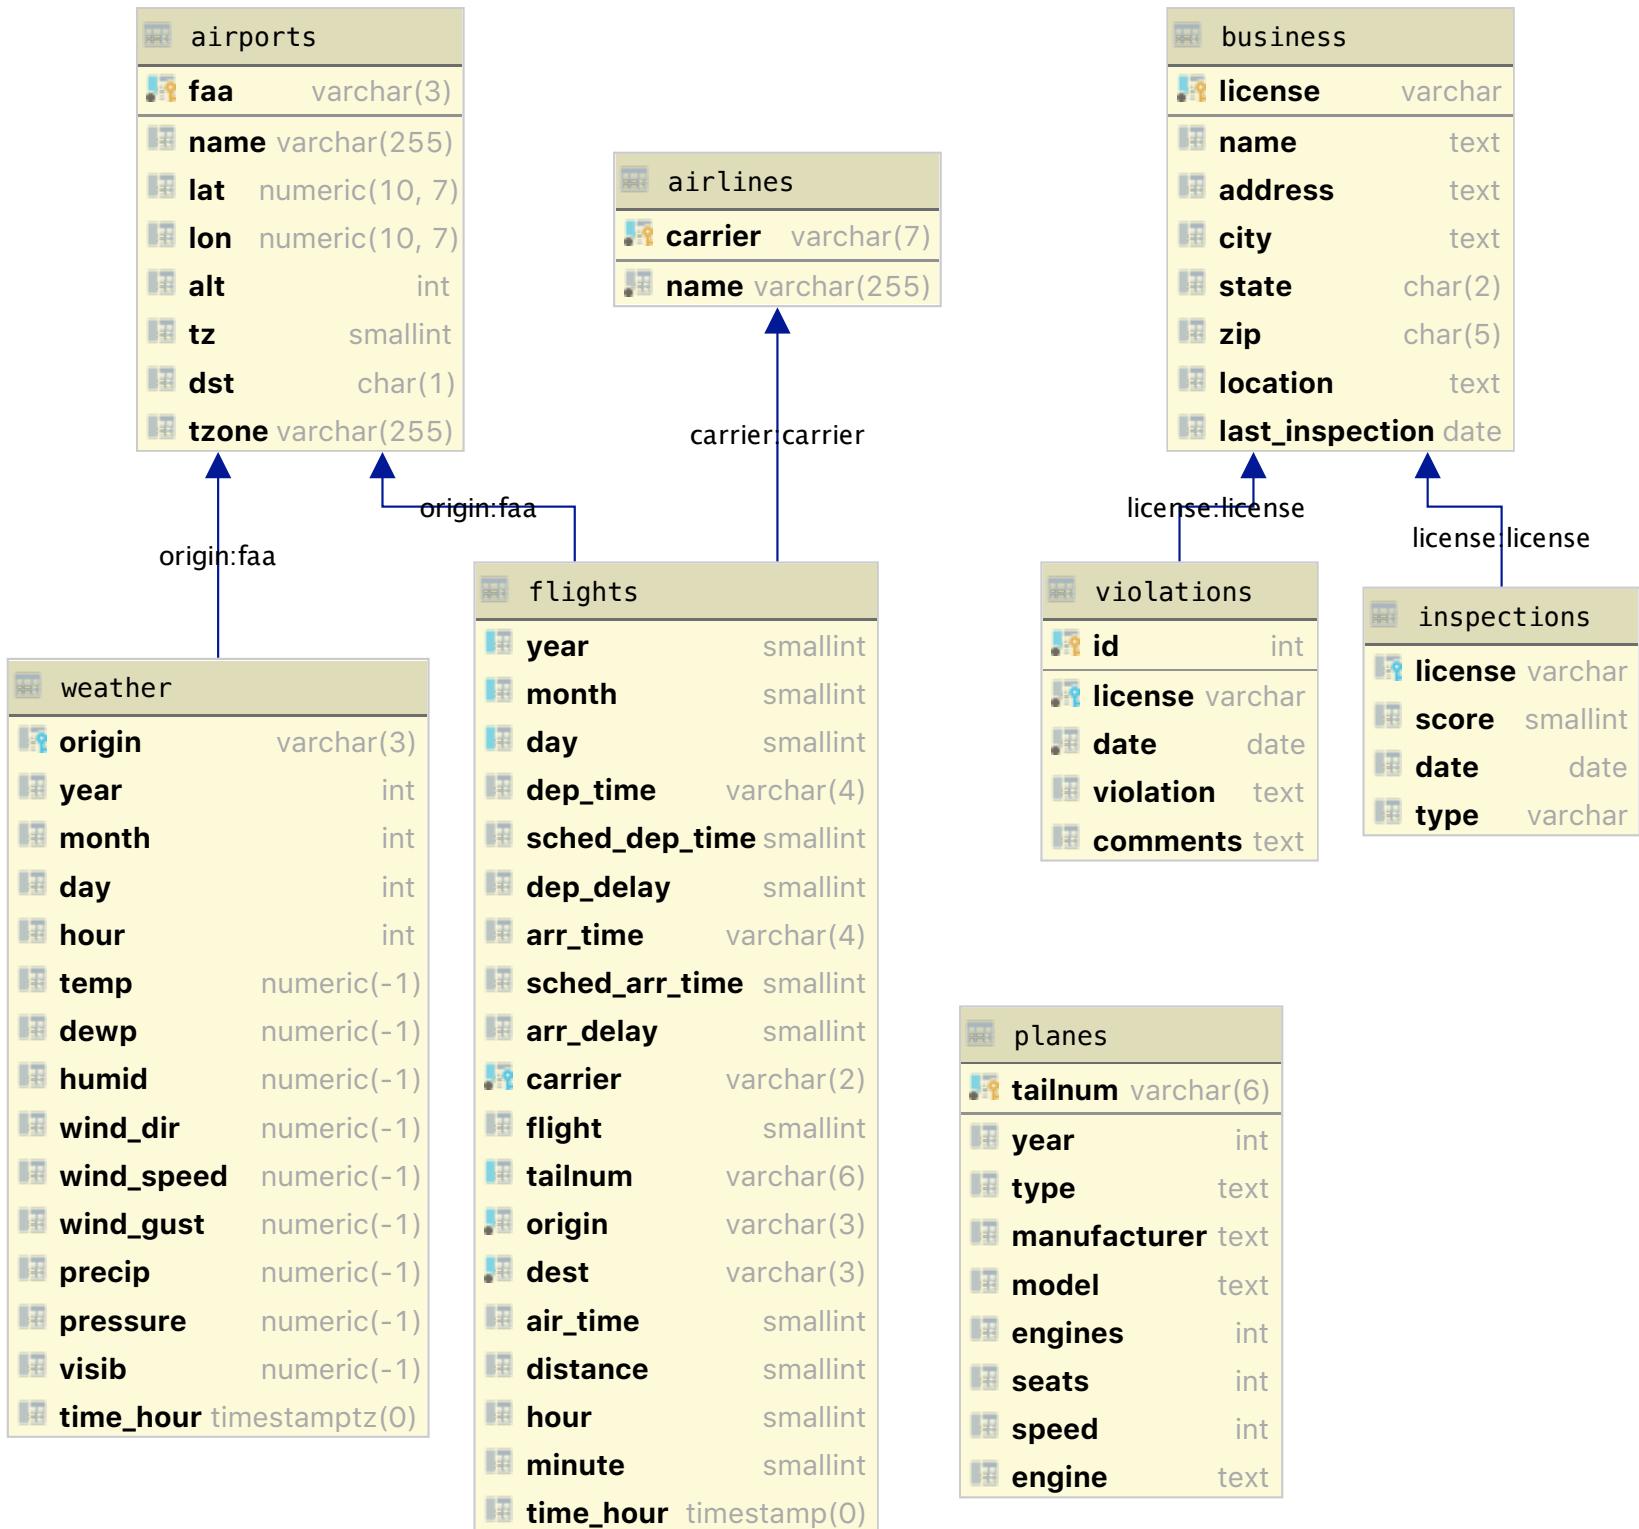 airports
faa varchar(3)
name varchar(255)
lat numeric(10, 7)
lon numeric(10, 7)
alt int
tz smallint
dst char(1)
tzone varchar(255)
airlines
carrier varchar(7)
name varchar(255)
business
license varchar
name text
address text
city text
state char(2)
zip char(5)
location text
last_inspection date
carrier:carrier
origin:faa
origin:faa
license:license
license:license
weather
origin varchar(3)
year int
month int
day int
hour int
temp numeric(-1)
dewp numeric(-1)
humid numeric(-1)
wind_dir numeric(-1)
wind_speed numeric(-1)
wind_gust numeric(-1)
precip numeric(-1)
pressure numeric(-1)
visib numeric(-1)
time_hour timestamptz(0)
flights
year smallint
month smallint
day smallint
dep_time varchar(4)
sched_dep_time smallint
dep_delay smallint
arr_time varchar(4)
sched_arr_time smallint
arr_delay smallint
carrier varchar(2)
flight smallint
tailnum varchar(6)
origin varchar(3)
dest varchar(3)
air_time smallint
distance smallint
hour smallint
minute smallint
time_hour timestamp(0)
violations
id int
license varchar
date date
violation text
comments text
inspections
license varchar
score smallint
date date
type varchar
planes
tailnum varchar(6)
year int
type text
manufacturer text
model text
engines int
seats int
speed int
engine text